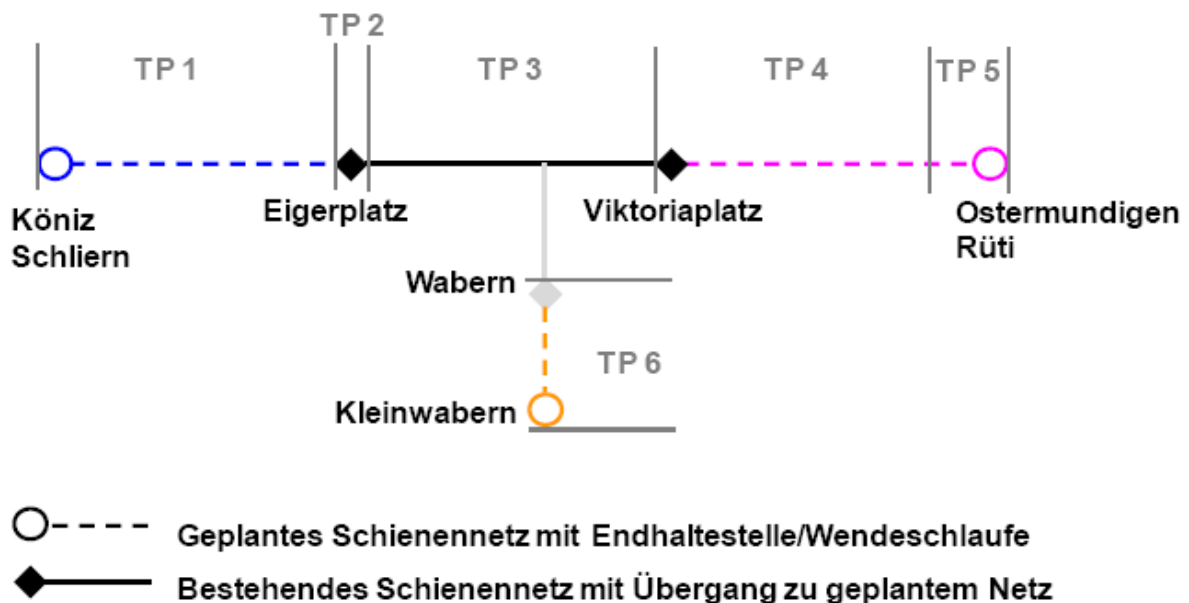 TP 2
TP 1
TP 3
TP 4
TP 5
Köniz
Schliern
Eigerplatz
Viktoriaplatz
Ostermundigen
Rüti
Wabern
TP 6
Kleinwabern
Geplantes Schienennetz mit Endhaltestelle/Wendeschlaufe
Bestehendes Schienennetz mit Übergang zu geplantem Netz